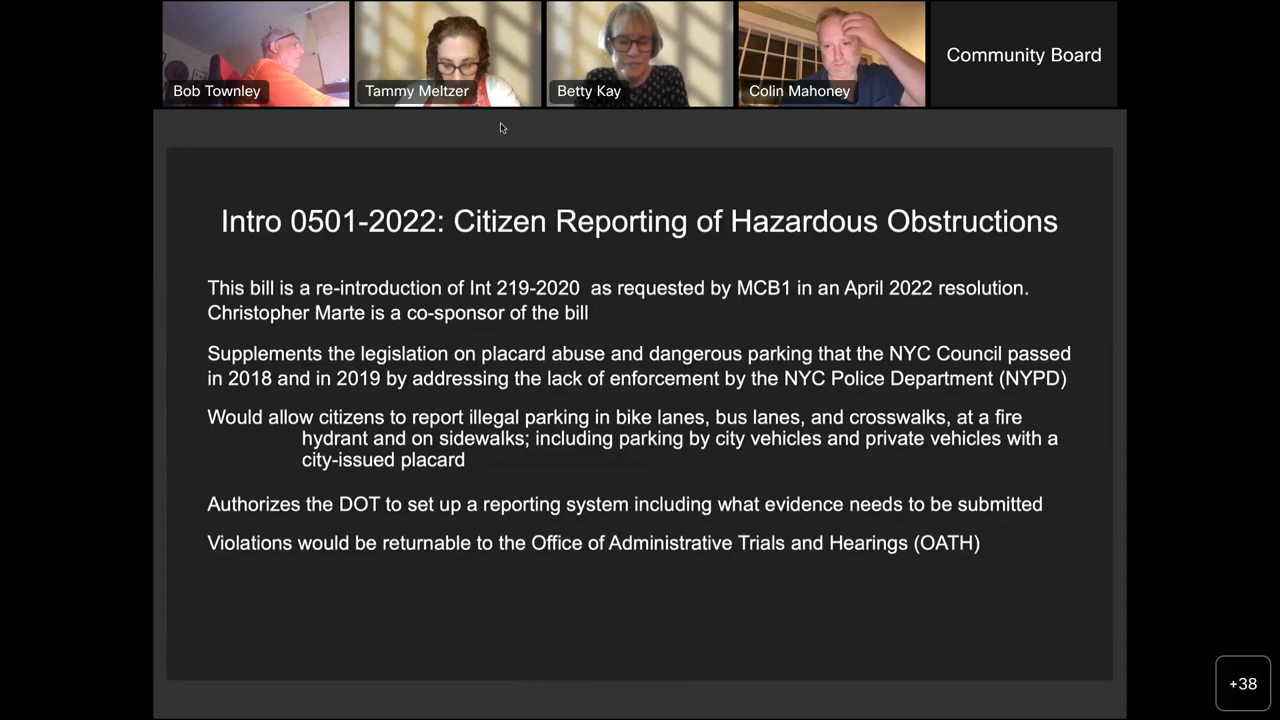 Bob Townley
Tammy Meltzer
Betty Kay
Colin Mahoney
Community Board
Intro 0501-2022: Citizen Reporting of Hazardous Obstructions
This bill is a re-introduction of Int 219-2020 as requested by MCB1 in an April 2022 resolution.
Christopher Marte is a co-sponsor of the bill
Supplements the legislation on placard abuse and dangerous parking that the NYC Council passed
in 2018 and in 2019 by addressing the lack of enforcement by the NYC Police Department (NYPD)
Would allow citizens to report illegal parking in bike lanes, bus lanes, and crosswalks, at a fire
hydrant and on sidewalks; including parking by city vehicles and private vehicles with a
city-issued placard
Authorizes the DOT to set up a reporting system including what evidence needs to be submitted
Violations would be returnable to the Office of Administrative Trials and Hearings (OATH)
+38